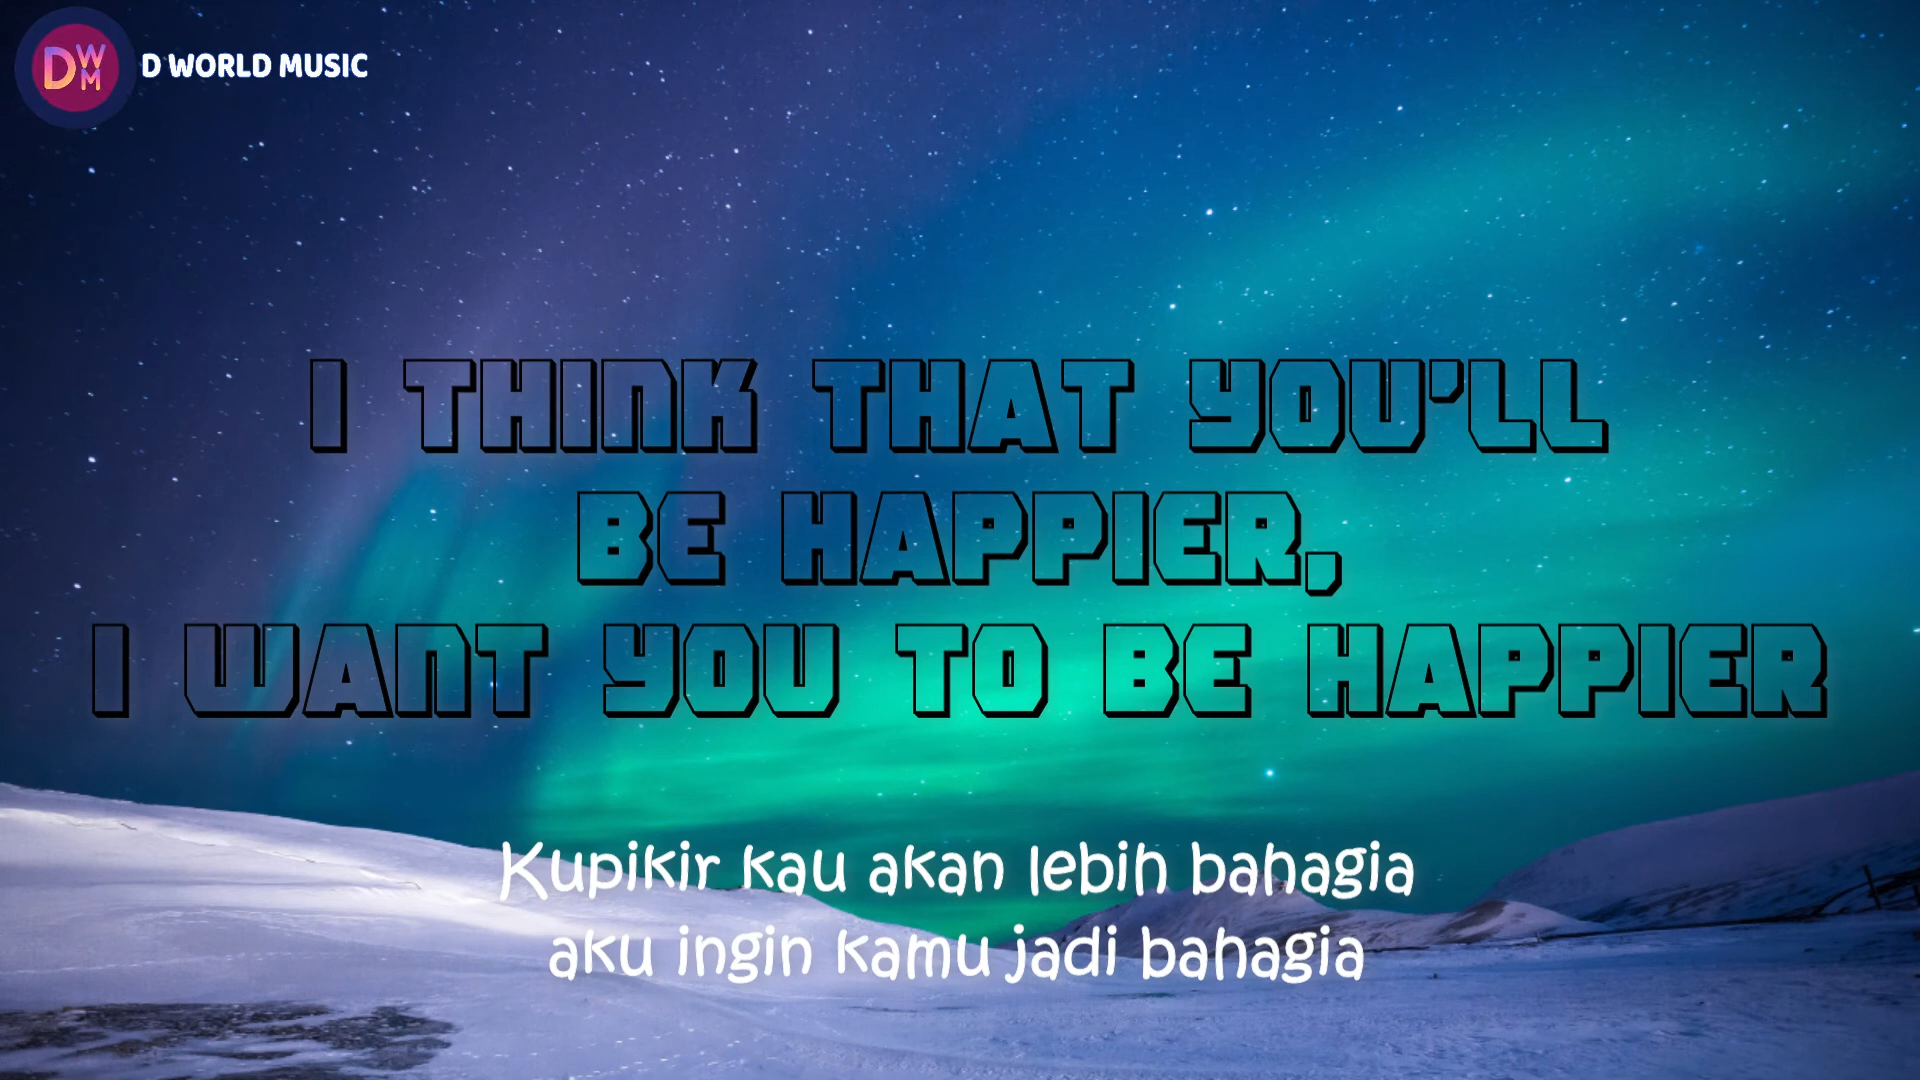 DWM
D WORLD MUSIC
I THINK THAT YOU'LL
BE HAPPIER,
I WANT YOU TO BE HAPPIER
Kupikir kau akan lebih bahagia
aku ingin kamu jadi bahagia